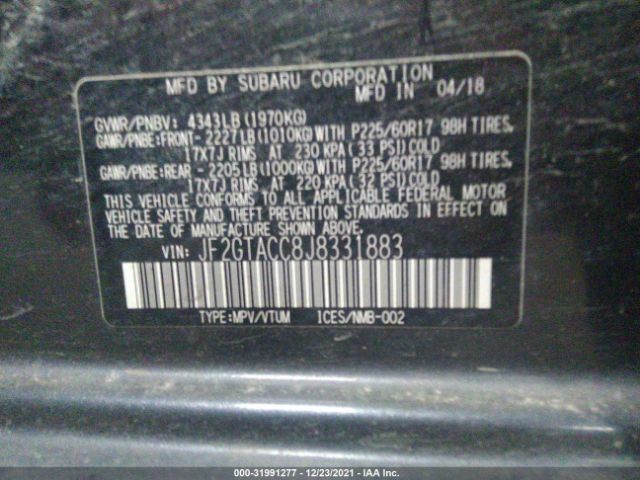 MFD BY SUBARU CORPORATION
MFD IN 04/18
GVWR/PNBV: 4343LB (1970KG)
GAWR/PNBE:FRONT- 2227LB(1010KG)WITH P225/60R17 98H TIRES,
17X7J RIMS AT 230 KPA( 33 PSI)COLD
GAWR/PNBE:REAR - 2205LB(1000KG)WITH P225/60R17 98H TIRES,
17X7J RIMS AT 220 KPA( 32 PSI)COLD
THIS VEHICLE CONFORMS TO ALL APPLICABLE FEDERAL MOTOR
VEHICLE SAFETY AND THEFT PREVENTION STANDARDS IN EFFECT ON
THE DATE OF MANUFACTURE SHOWN ABOVE.
VIN: JF2GTACC8J8331883
TYPE:MPV/VTUM ICES/NMB-002
000-31991277 - 12/23/2021 - IAA Inc.